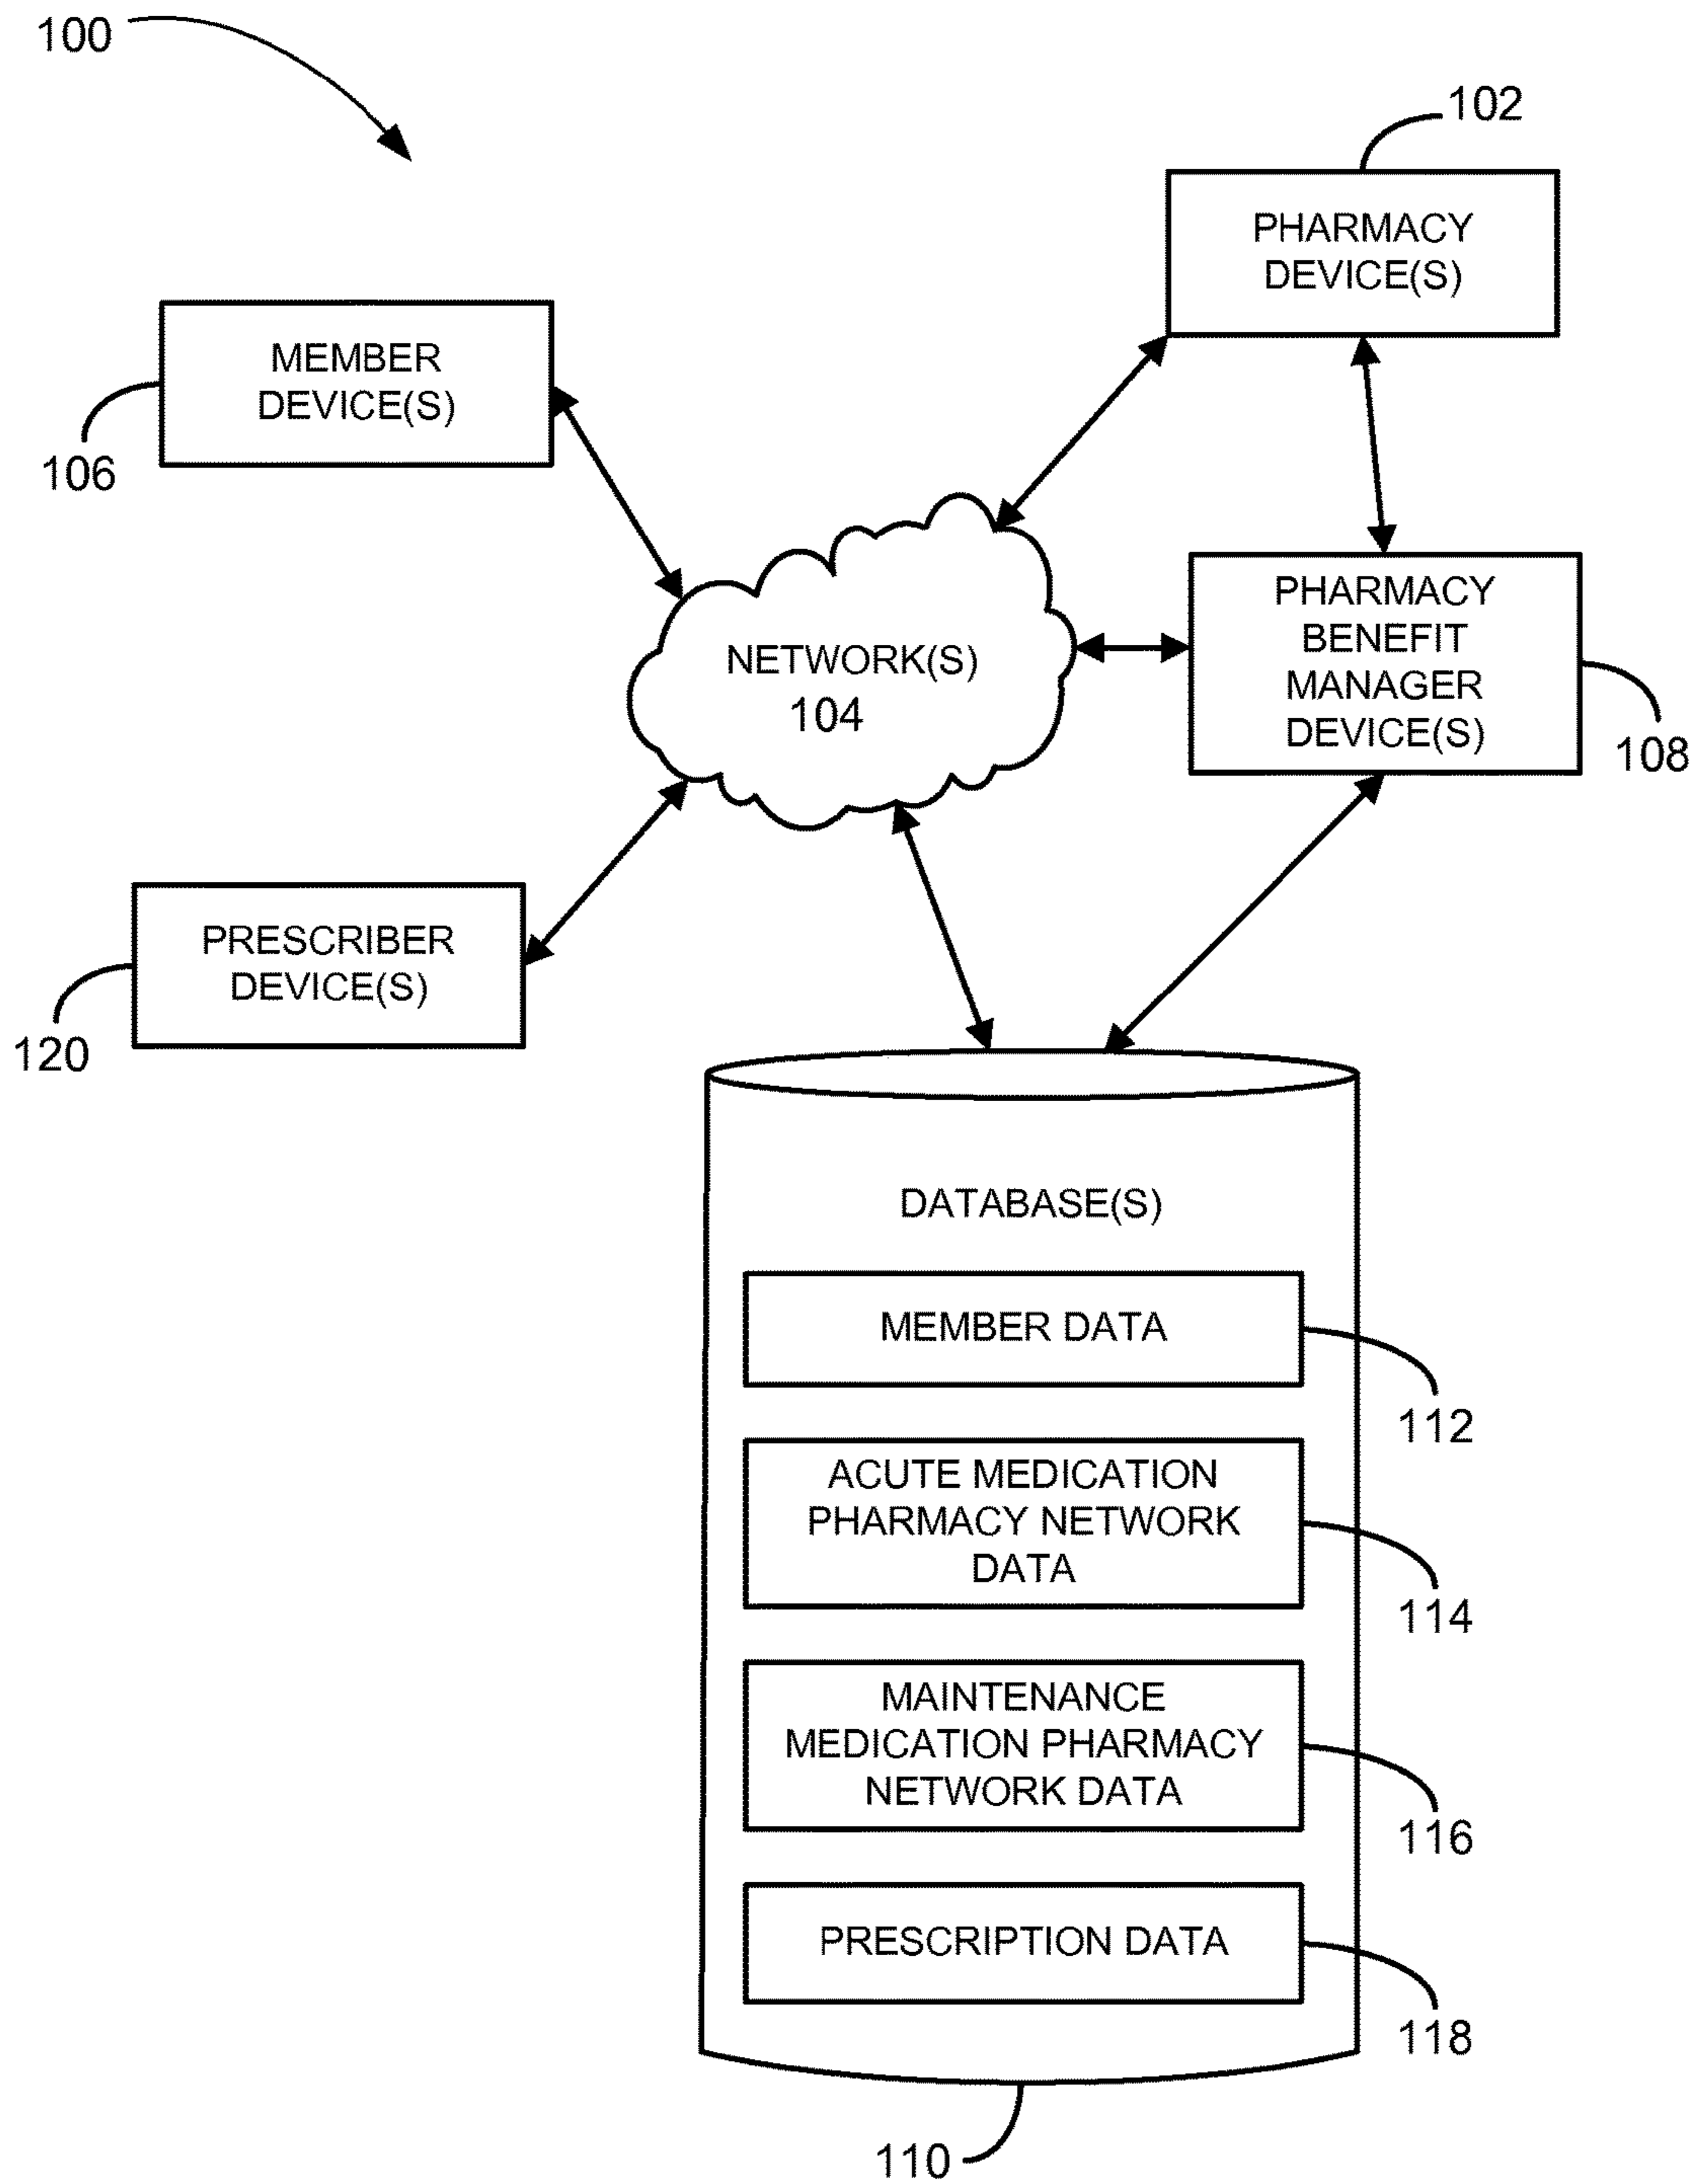 100
102
PHARMACY
DEVICE(S)
MEMBER
DEVICE(S)
106
NETWORK(S)
104
PHARMACY
BENEFIT
MANAGER
DEVICE(S)
108
PRESCRIBER
DEVICE(S)
120
DATABASE(S)
MEMBER DATA
112
ACUTE MEDICATION
PHARMACY NETWORK
DATA
114
MAINTENANCE
MEDICATION PHARMACY
NETWORK DATA
116
PRESCRIPTION DATA
118
110